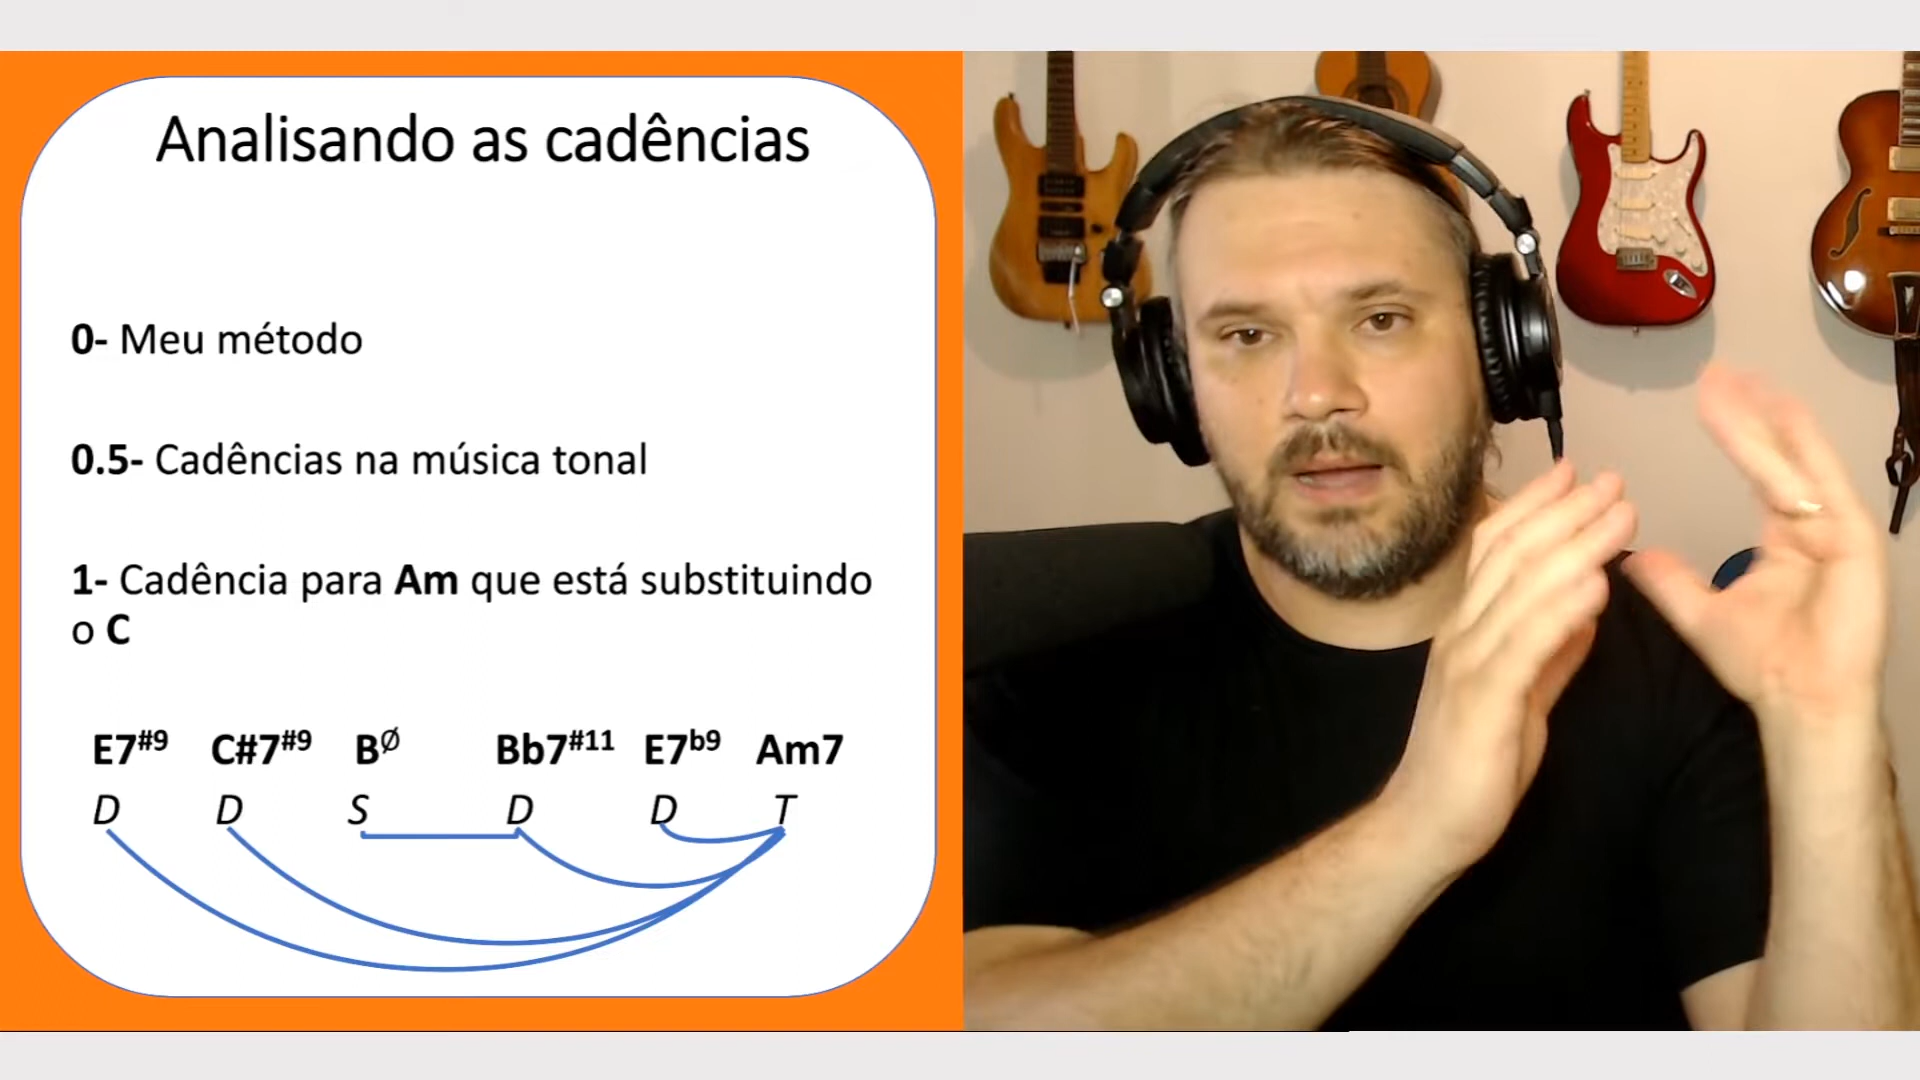 Analisando as cadências
0- Meu método
0.5- Cadências na música tonal
1- Cadência para Am que está substituindo
o C
E7#9 C#7#9 BØ Bb7#11 E7b9 Am7
D D S D D T